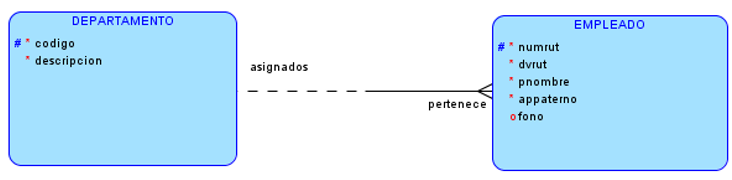 DEPARTAMENTO
# * codigo
* descripcion
asignados
pertenece
EMPLEADO
# * numrut
* dvrut
* pnombre
* appaterno
o fono